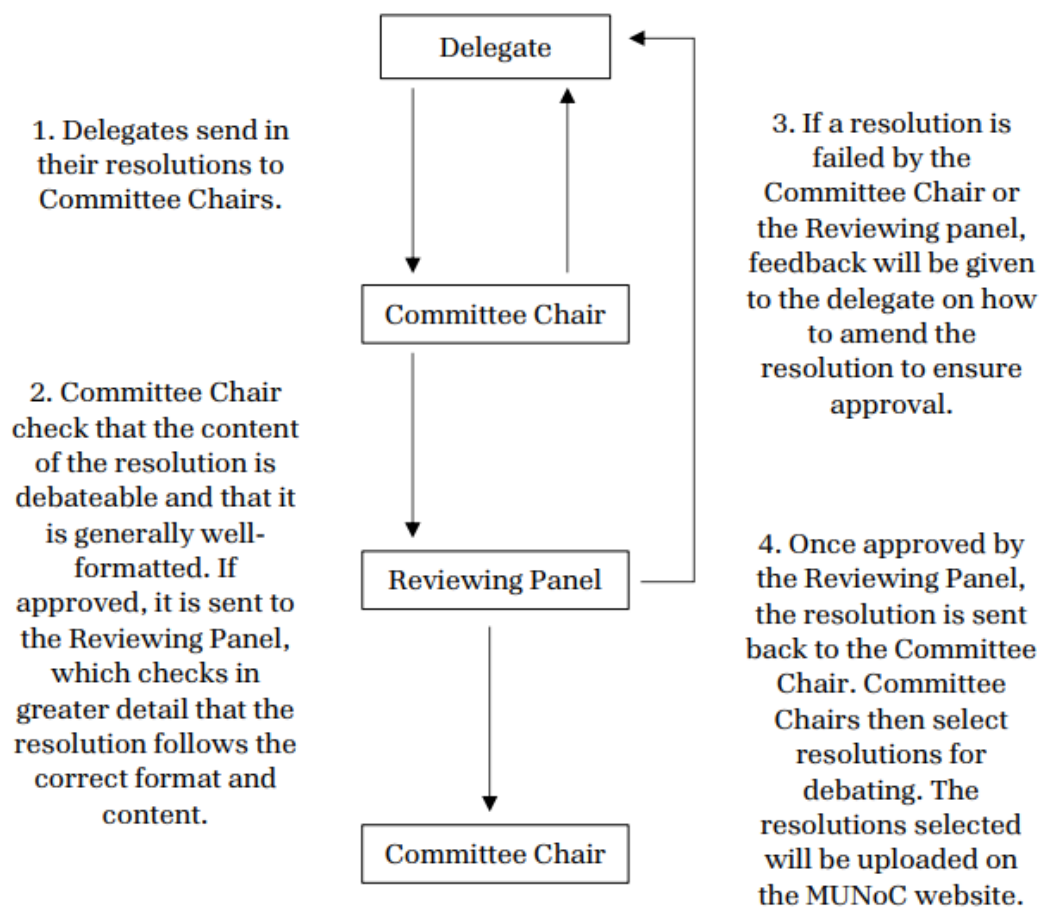 Delegate
1. Delegates send in
their resolutions to
Committee Chairs.
3. If a resolution is
failed by the
Committee Chair or
the Reviewing panel,
feedback will be given
to the delegate on how
to amend the
resolution to ensure
approval.
Committee Chair
2. Committee Chair
check that the content
of the resolution is
debateable and that it
is generally well-
formatted. If
approved, it is sent to
the Reviewing Panel,
which checks in
greater detail that the
resolution follows the
correct format and
content.
Reviewing Panel
4. Once approved by
the Reviewing Panel,
the resolution is sent
back to the Committee
Chair. Committee
Chairs then select
resolutions for
debating. The
resolutions selected
will be uploaded on
the MUNoC website.
Committee Chair